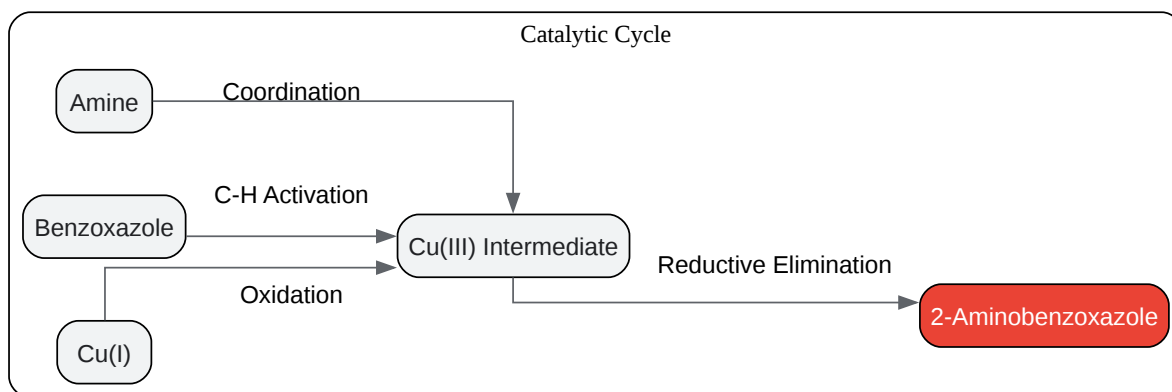 Catalytic Cycle
Amine
Coordination
C-H Activation
Benzoxazole
Cu(III) Intermediate
Reductive Elimination
Oxidation
2-Aminobenzoxazole
Cu(I)